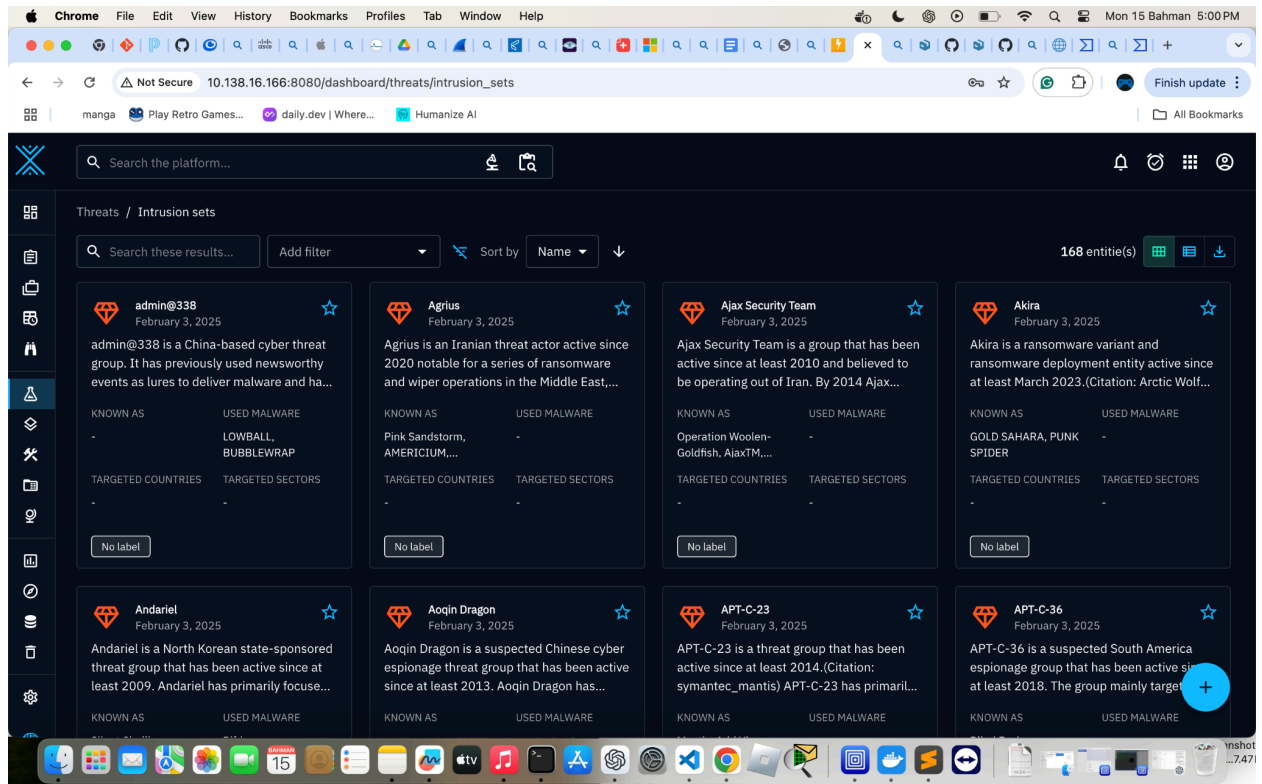 Chrome File Edit View History Bookmarks Profiles Tab Window Help
Mon 15 Bahman 5:00 PM
Not Secure 10.138.16.166:8080/dashboard/threats/intrusion_sets
Finish update
manga Play Retro Games... daily.dev | Where... Humanize AI
All Bookmarks
Search the platform...
Threats / Intrusion sets
Search these results... Add filter Sort by Name
168 entitie(s)
admin@338
February 3, 2025
admin@338 is a China-based cyber threat
group. It has previously used newsworthy
events as lures to deliver malware and ha...
KNOWN AS USED MALWARE
- LOWBALL,
BUBBLEWRAP
TARGETED COUNTRIES TARGETED SECTORS
- -
No label
Agrius
February 3, 2025
Agrius is an Iranian threat actor active since
2020 notable for a series of ransomware
and wiper operations in the Middle East,...
KNOWN AS USED MALWARE
Pink Sandstorm, -
AMERICIUM,...
TARGETED COUNTRIES TARGETED SECTORS
- -
No label
Ajax Security Team
February 3, 2025
Ajax Security Team is a group that has been
active since at least 2010 and believed to
be operating out of Iran. By 2014 Ajax...
KNOWN AS USED MALWARE
Operation Woolen- -
Goldfish, AjaxTM,...
TARGETED COUNTRIES TARGETED SECTORS
- -
No label
Akira
February 3, 2025
Akira is a ransomware variant and
ransomware deployment entity active since
at least March 2023.(Citation: Arctic Wolf...
KNOWN AS USED MALWARE
GOLD SAHARA, PUNK -
SPIDER
TARGETED COUNTRIES TARGETED SECTORS
- -
No label
Andariel
February 3, 2025
Andariel is a North Korean state-sponsored
threat group that has been active since at
least 2009. Andariel has primarily focuse...
KNOWN AS USED MALWARE
Aoqin Dragon
February 3, 2025
Aoqin Dragon is a suspected Chinese cyber
espionage threat group that has been active
since at least 2013. Aoqin Dragon has...
KNOWN AS USED MALWARE
APT-C-23
February 3, 2025
APT-C-23 is a threat group that has been
active since at least 2014.(Citation:
symantec_mantis) APT-C-23 has primaril...
KNOWN AS USED MALWARE
APT-C-36
February 3, 2025
APT-C-36 is a suspected South America
espionage group that has been active
at least 2018. The group mainly target
KNOWN AS USED MALWARE
BAHMAN
15
tv